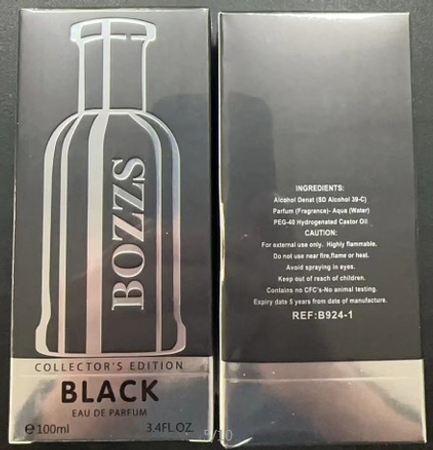 BOZZS
COLLECTOR'S EDITION
BLACK
EAU DE PARFUM
℮100ml 3.4FL.OZ.
INGREDIENTS:
Alcohol Denat (SD Alcohol 39-C)
Parfum (Fragrance)- Aqua (Water)
PEG-40 Hydrogenated Castor Oil
CAUTION:
For external use only. Highly flammable.
Do not use near fire,flame or heat.
Avoid spraying in eyes.
Keep out of reach of children.
Contains no CFC's-No animal testing.
Expiry date 5 years from date of manufacture.
REF:B924-1
5/10